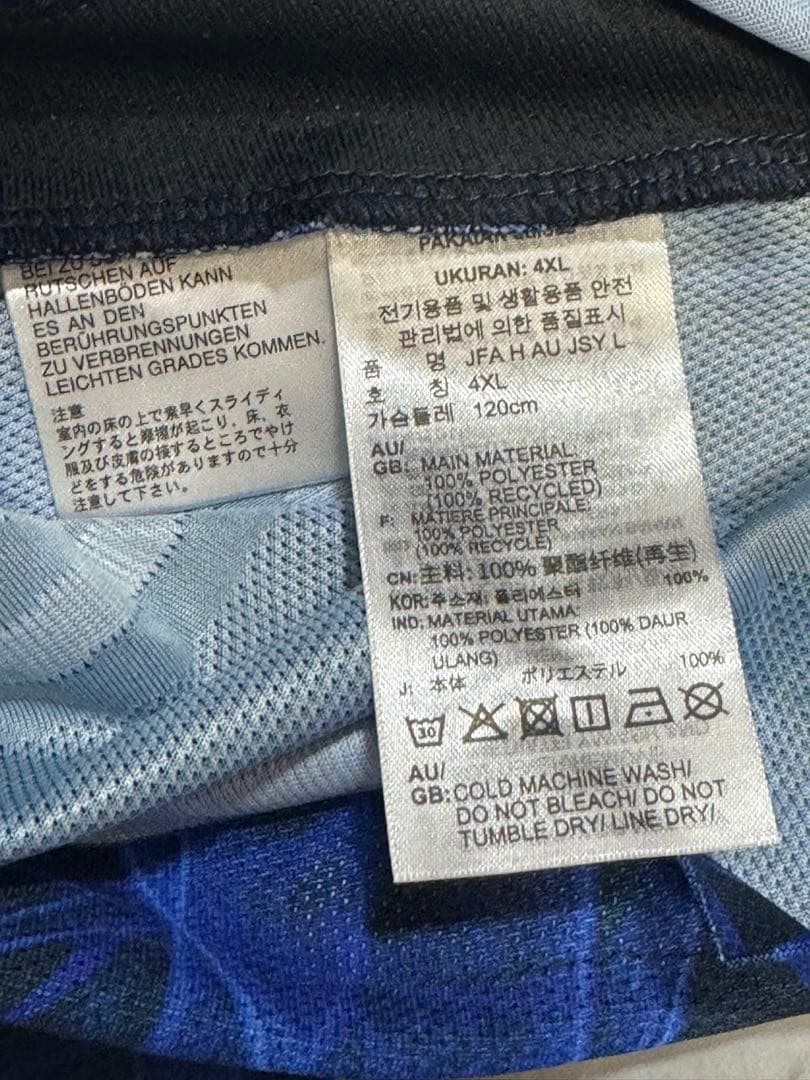 RUTSCHEN AUF
HALLENBÖDEN KANN
ES AN DEN
BERÜHRUNGSPUNKTEN
ZU VERBRENNUNGEN
LEICHTEN GRADES KOMMEN.
注意
室内の床の上で素早くスライディ
ングすると摩擦が起こり、床、衣
服及び皮膚の接するところでやけ
どをする危険がありますので十分
注意して下さい。
PAKAIAN
UKURAN: 4XL
전기용품 및 생활용품 안전
관리법에 의한 품질표시
품 명 JFA H AU JSY L
호 칭 4XL
가슴둘레 120cm
AU/
GB: MAIN MATERIAL:
100% POLYESTER
(100% RECYCLED)
F: MATIERE PRINCIPALE:
100% POLYESTER
(100% RECYCLE)
CN: 主料: 100% 聚酯纤维(再生)
KOR: 주소재: 폴리에스터 100%
IND: MATERIAL UTAMA:
100% POLYESTER (100% DAUR
ULANG)
J: 本体 ポリエステル 100%
30
AU/
GB: COLD MACHINE WASH/
DO NOT BLEACH/ DO NOT
TUMBLE DRY/ LINE DRY/